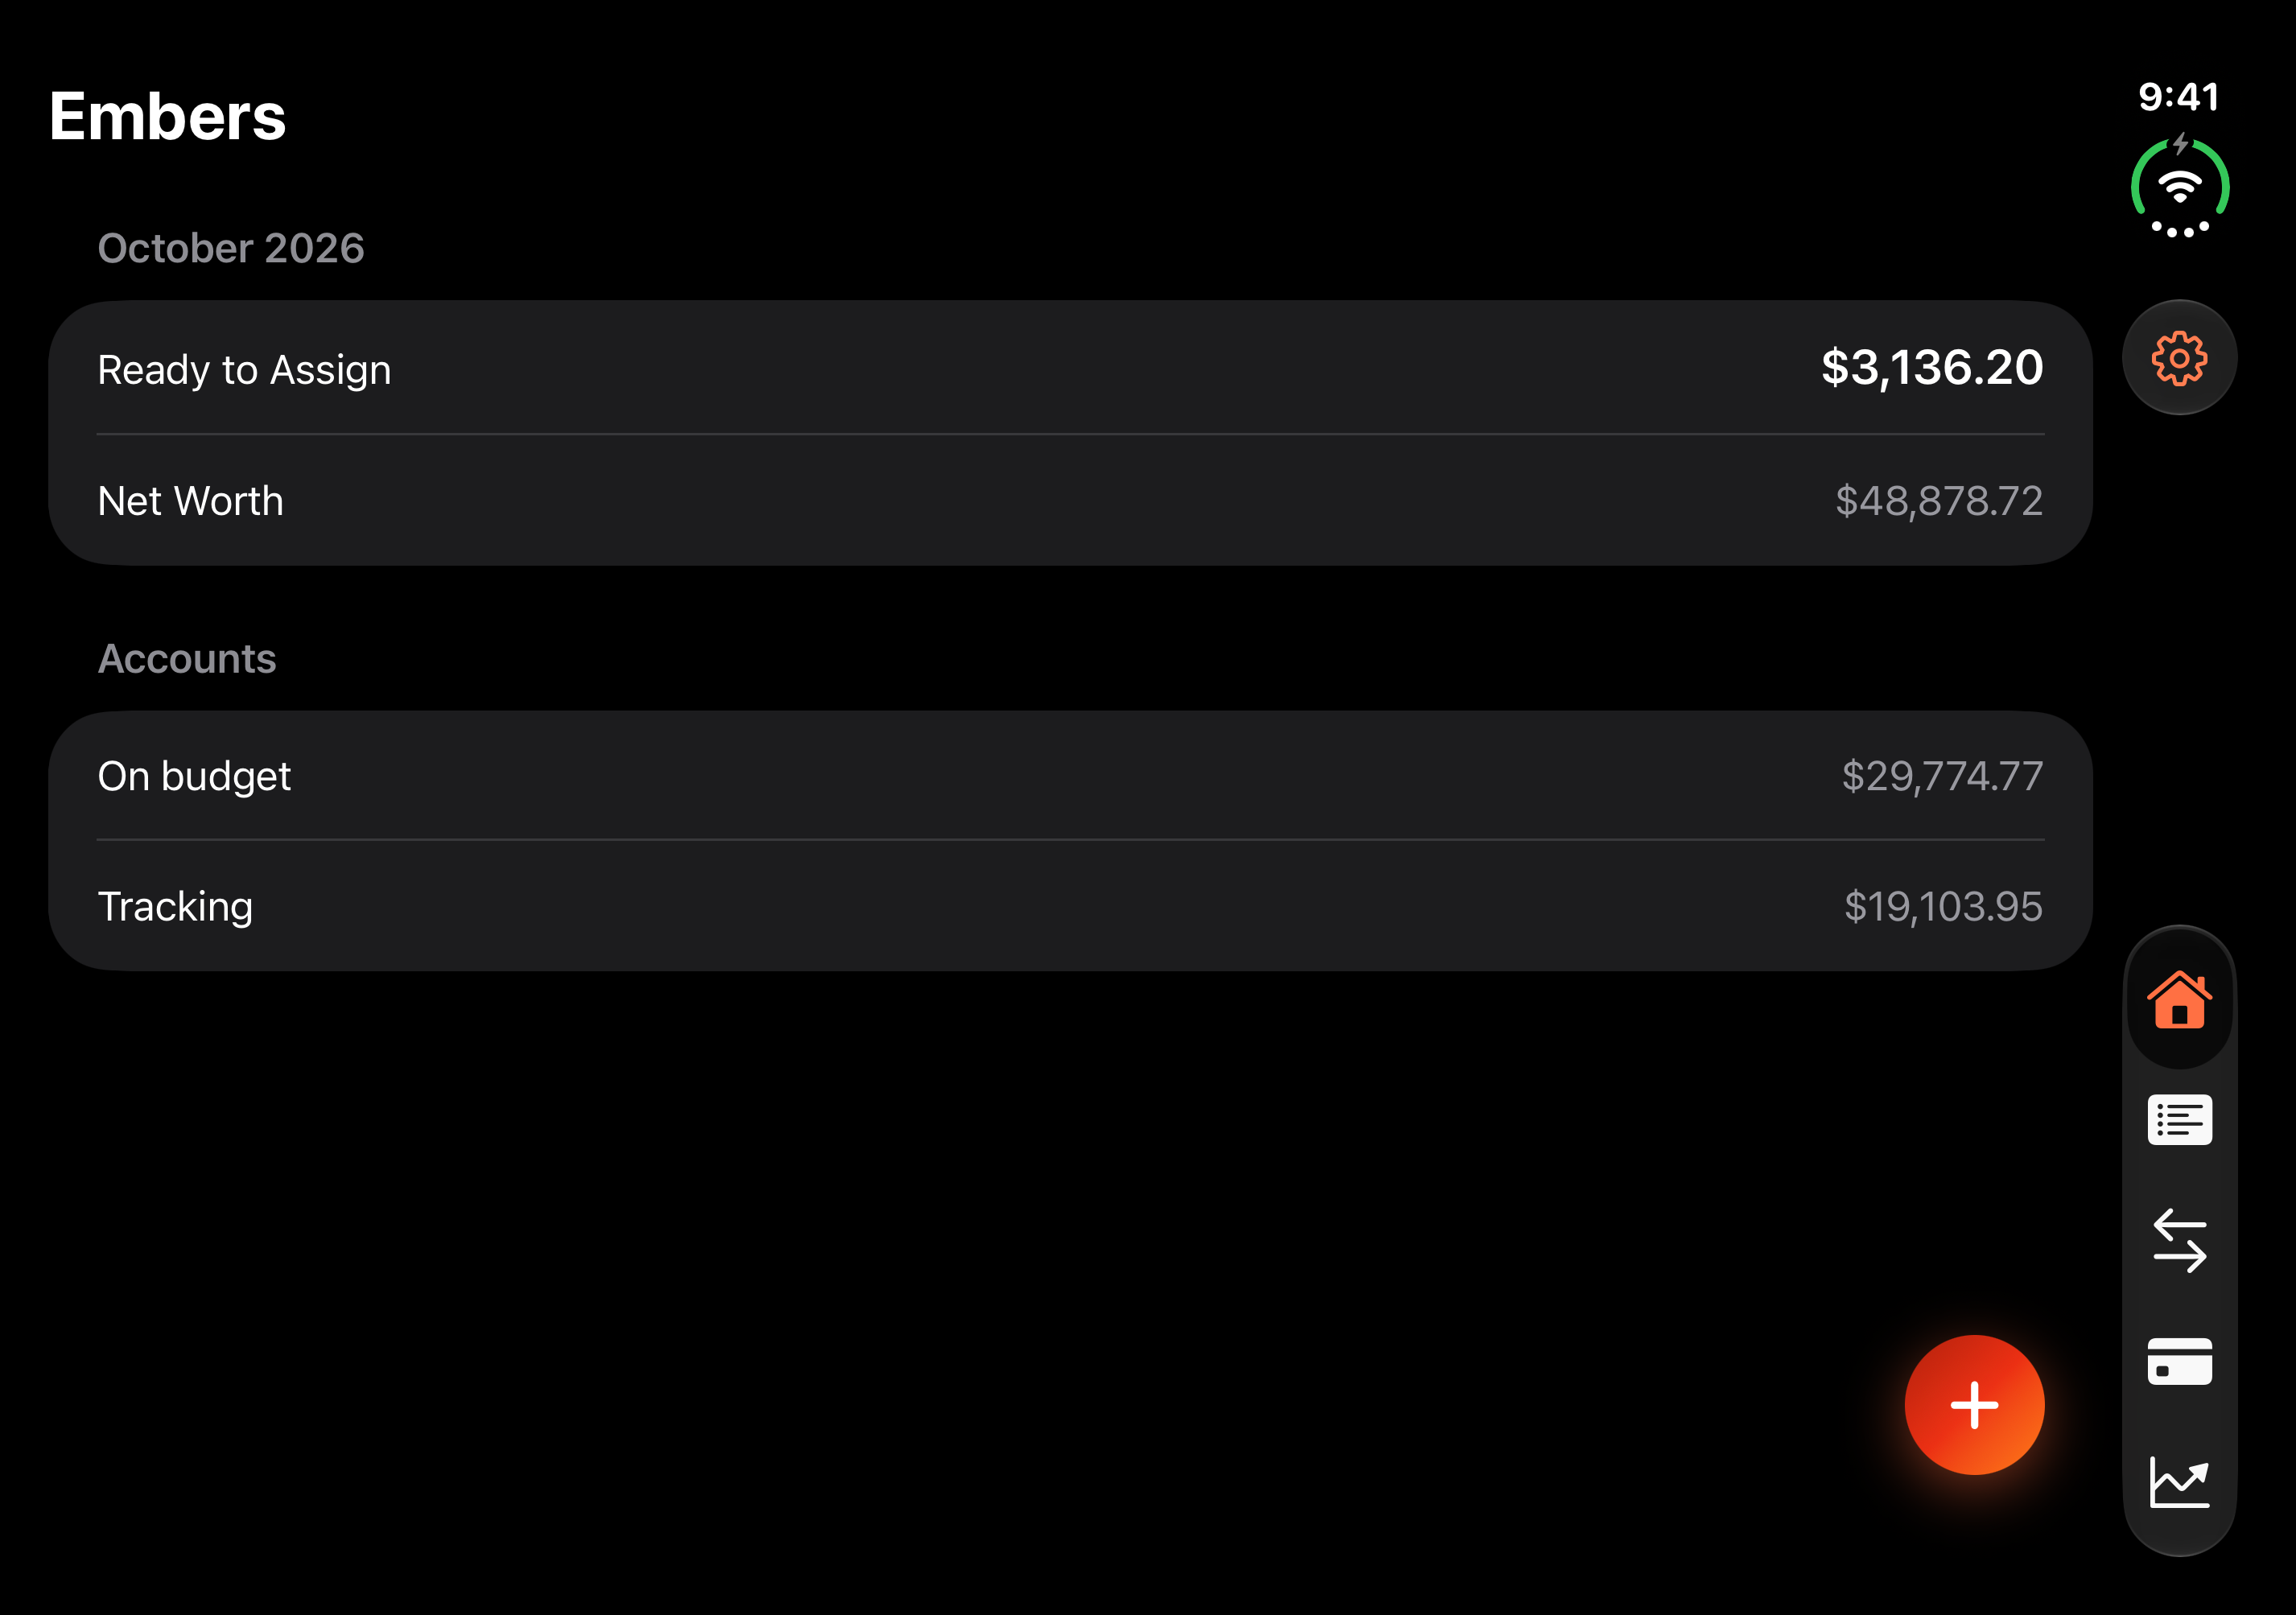 Embers
9:41
October 2026
Ready to Assign $3,136.20
Net Worth $48,878.72
Accounts
On budget $29,774.77
Tracking $19,103.95